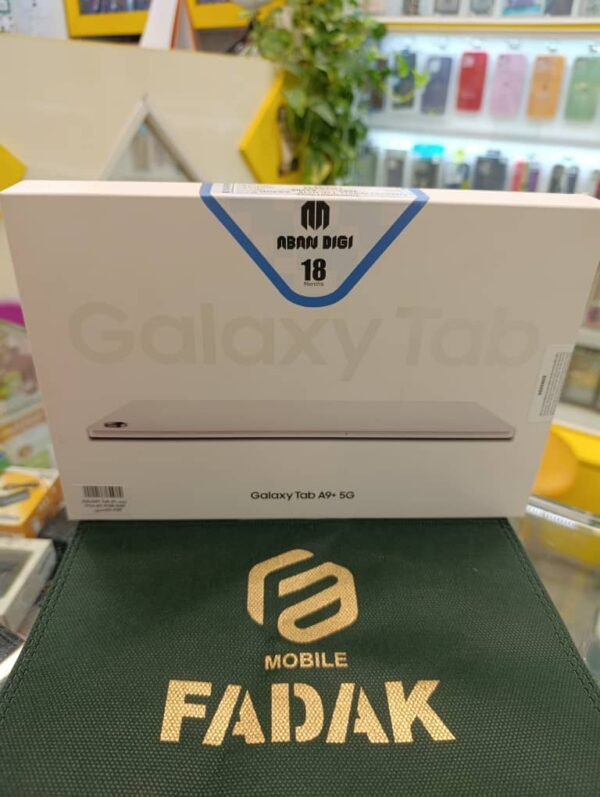 ABAN DIGI
18
Months
Galaxy Tab
Galaxy Tab A9+ 5G
MOBILE
FADAK